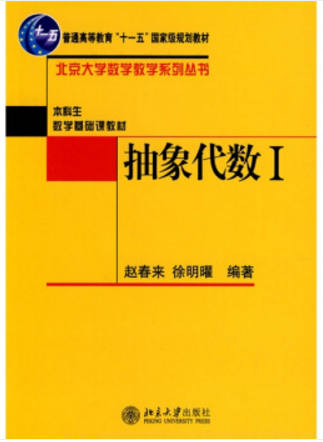 十一五
普通高等教育“十一五”国家级规划教材
北京大学数学教学系列丛书
本科生
数学基础课教材
抽象代数 I
赵春来 徐明曜 编著
北京大学出版社